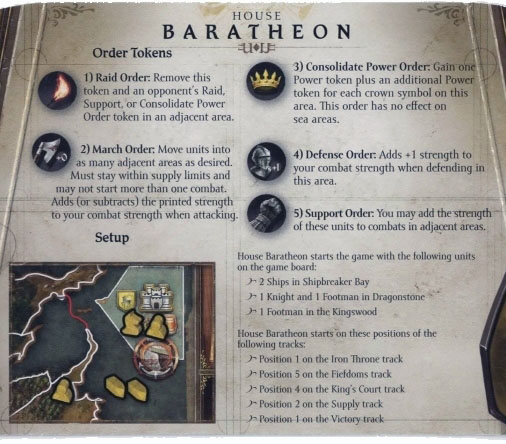 HOUSE
BARATHEON
Order Tokens
1) Raid Order: Remove this
token and an opponent's Raid,
Support, or Consolidate Power
Order token in an adjacent area.
2) March Order: Move units into
as many adjacent areas as desired.
Must stay within supply limits and
may not start more than one combat.
Adds (or subtracts) the printed strength
to your combat strength when attacking.
3) Consolidate Power Order: Gain one
Power token plus an additional Power
token for each crown symbol on this
area. This order has no effect on
sea areas.
4) Defense Order: Adds +1 strength to
your combat strength when defending in
this area.
5) Support Order: You may add the strength
of these units to combats in adjacent areas.
Setup
House Baratheon starts the game with the following units
on the game board:
2 Ships in Shipbreaker Bay
1 Knight and 1 Footman in Dragonstone
1 Footman in the Kingswood
House Baratheon starts on these positions of the
following tracks:
Position 1 on the Iron Throne track
Position 5 on the Fiefdoms track
Position 4 on the King's Court track
Position 2 on the Supply track
Position 1 on the Victory track